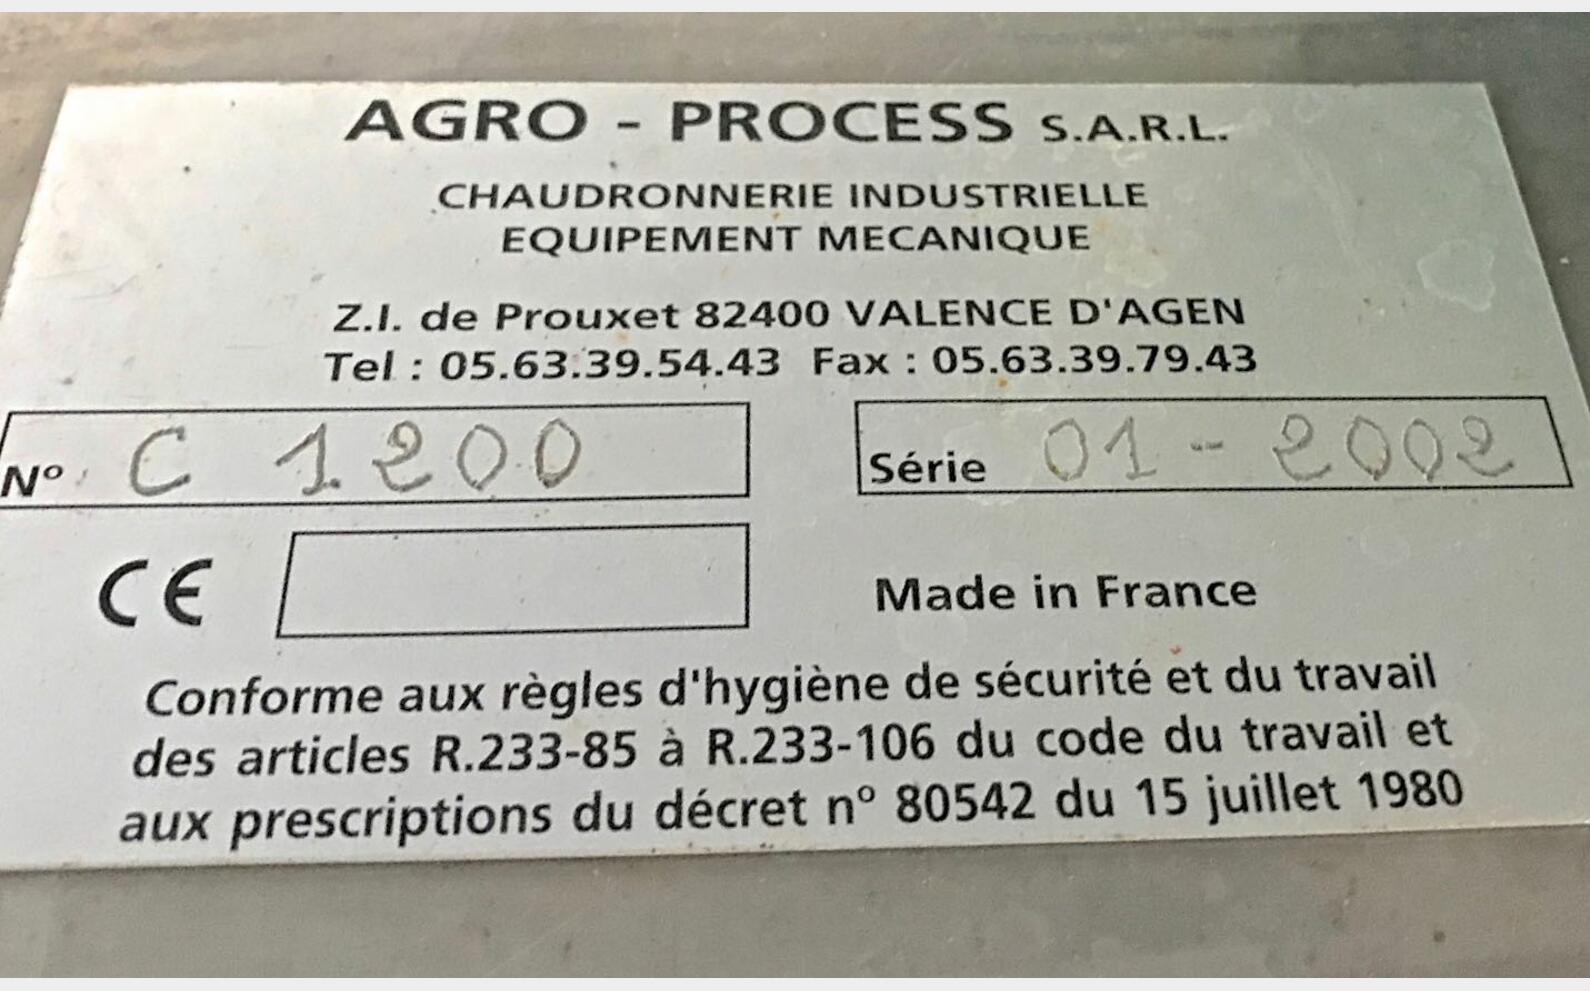 AGRO - PROCESS S.A.R.L.
CHAUDRONNERIE INDUSTRIELLE
EQUIPEMENT MECANIQUE
Z.I. de Prouxet 82400 VALENCE D'AGEN
Tel : 05.63.39.54.43 Fax : 05.63.39.79.43
Nº C 1200
Série 01-2002
CE
Made in France
Conforme aux règles d'hygiène de sécurité et du travail
des articles R.233-85 à R.233-106 du code du travail et
aux prescriptions du décret nº 80542 du 15 juillet 1980